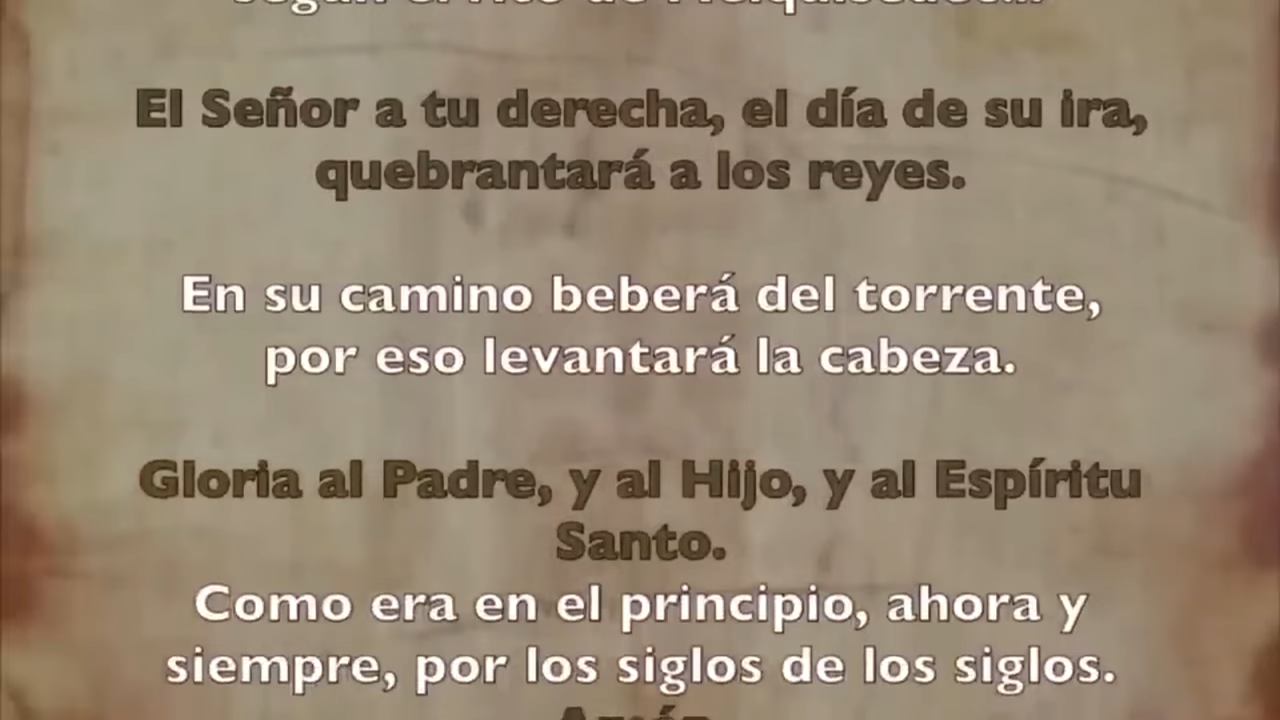 El Señor a tu derecha, el día de su ira,
quebrantará a los reyes.
En su camino beberá del torrente,
por eso levantará la cabeza.
Gloria al Padre, y al Hijo, y al Espíritu
Santo.
Como era en el principio, ahora y
siempre, por los siglos de los siglos.